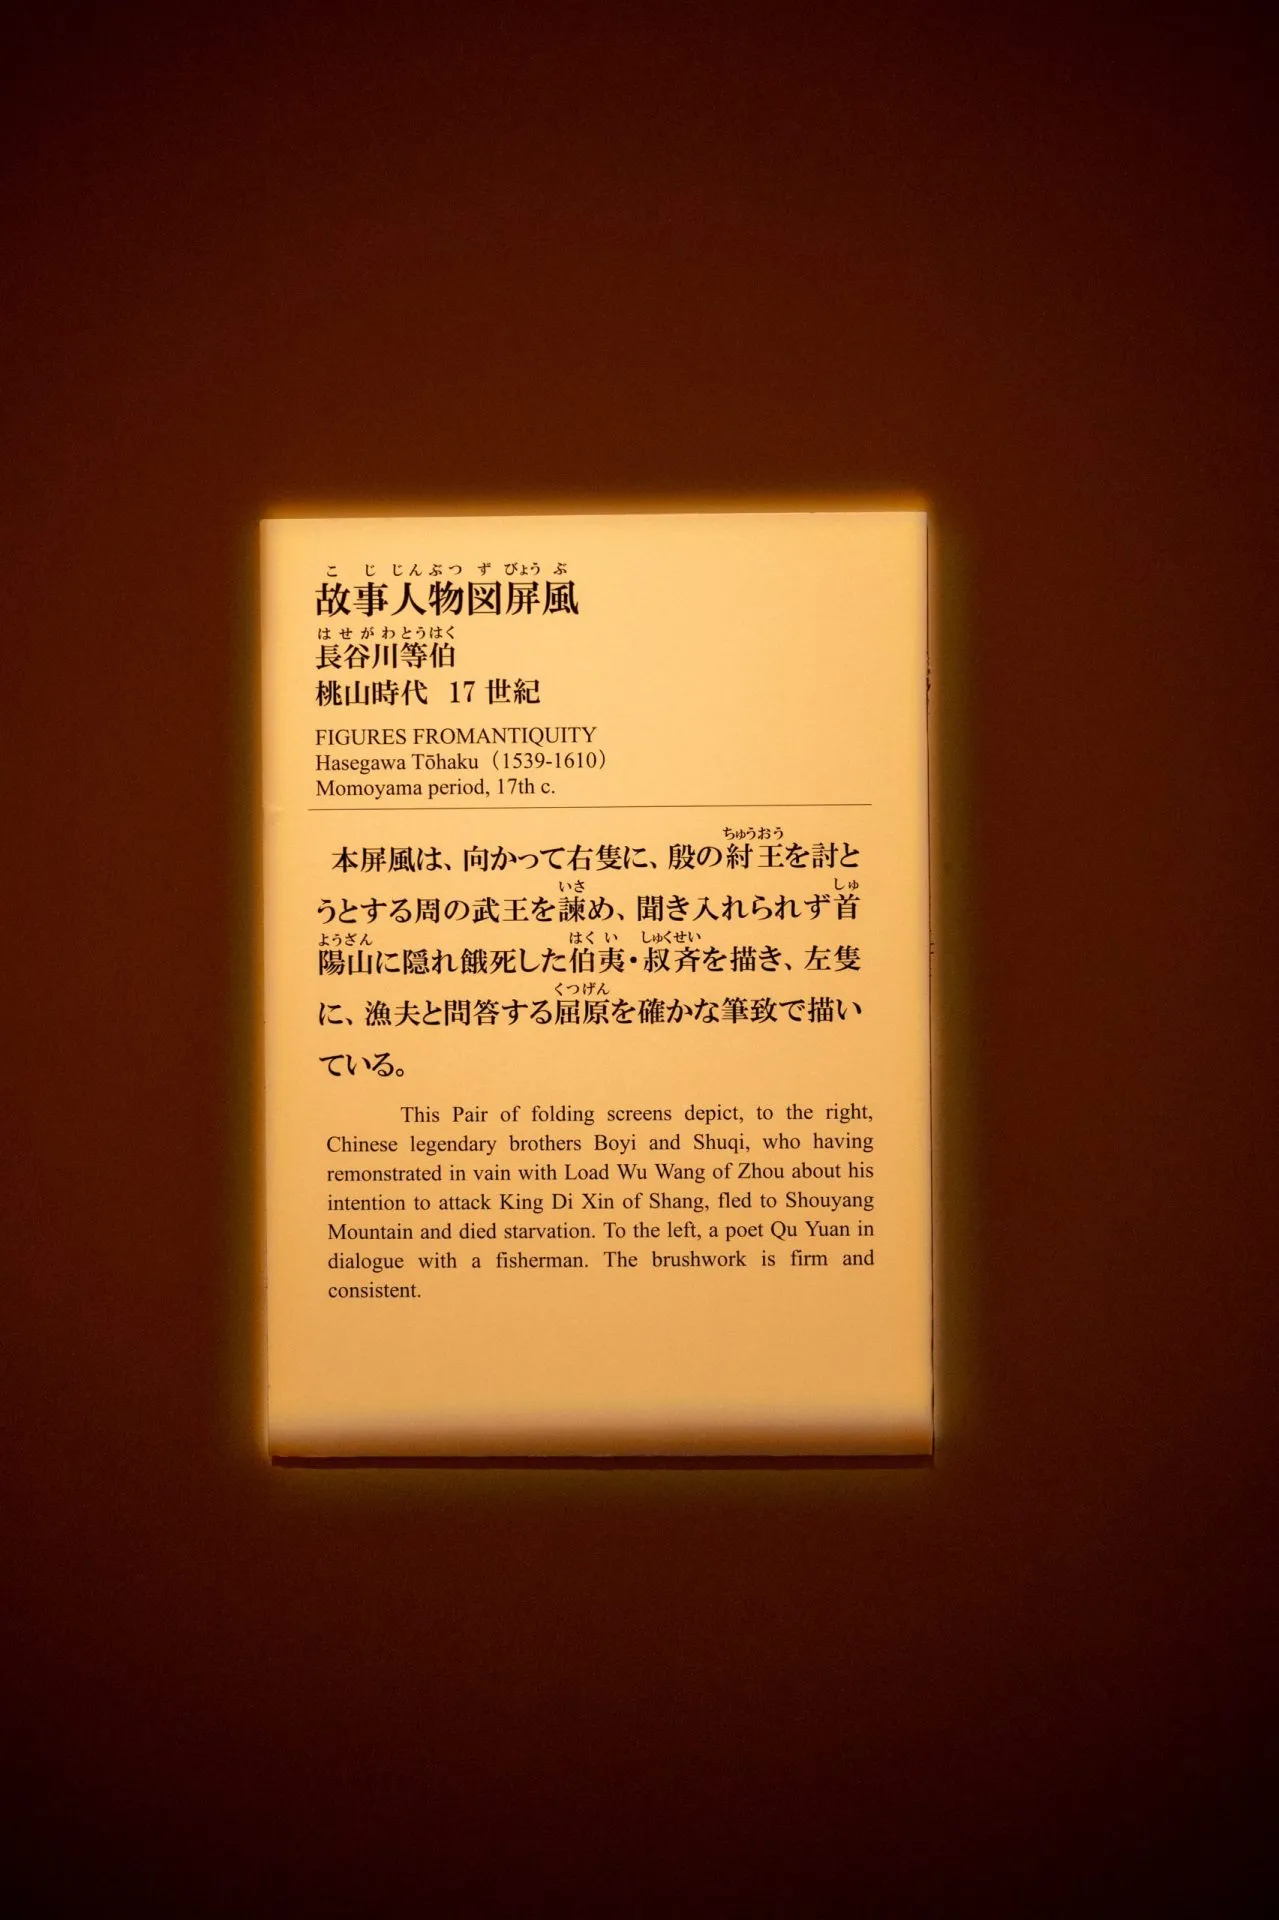 こ じ じんぶつ ず びょう ぶ
故事人物図屏風
はせがわとうはく
長谷川等伯
桃山時代 17 世紀
FIGURES FROMANTIQUITY
Hasegawa Tōhaku（1539-1610）
Momoyama period, 17th c.
ちゅうおう
本屏風は、向かって右隻に、殷の紂王を討と
いさ しゅ
うとする周の武王を諫め、聞き入れられず首
ようざん はく い しゅくせい
陽山に隠れ餓死した伯夷・叔斉を描き、左隻
くつげん
に、漁夫と問答する屈原を確かな筆致で描い
ている。
This Pair of folding screens depict, to the right,
Chinese legendary brothers Boyi and Shuqi, who having
remonstrated in vain with Load Wu Wang of Zhou about his
intention to attack King Di Xin of Shang, fled to Shouyang
Mountain and died starvation. To the left, a poet Qu Yuan in
dialogue with a fisherman. The brushwork is firm and
consistent.